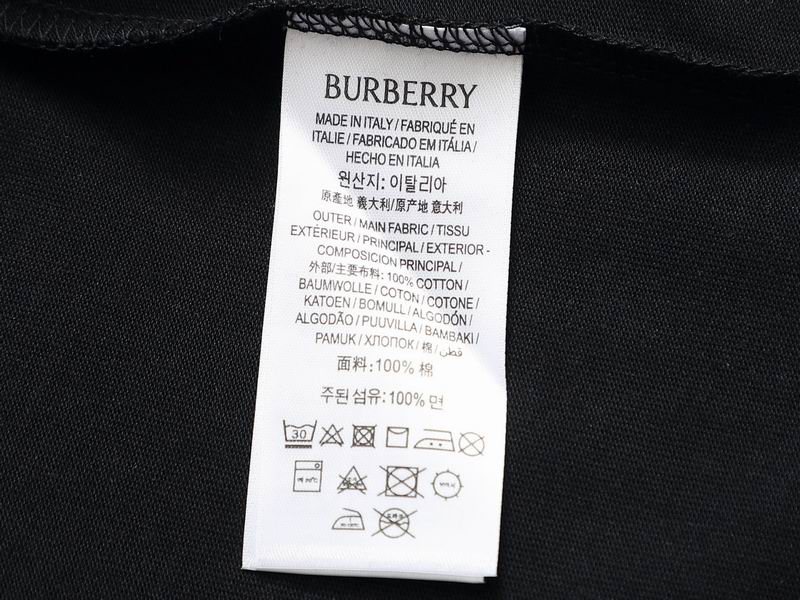 BURBERRY
MADE IN ITALY / FABRIQUÉ EN
ITALIE / FABRICADO EM ITÁLIA /
HECHO EN ITALIA
원산지: 이탈리아
原產地 義大利/原产地 意大利
OUTER / MAIN FABRIC / TISSU
EXTÉRIEUR / PRINCIPAL / EXTERIOR -
COMPOSICION PRINCIPAL /
外部/主要布料: 100% COTTON /
BAUMWOLLE / COTON / COTONE /
KATOEN / BOMULL / ALGODÓN /
ALGODÃO / PUUVILLA / BAMBAKI /
PAMUK / ХЛОПОК / 棉 / قطن
面料:100% 棉
주된 섬유:100% 면
30